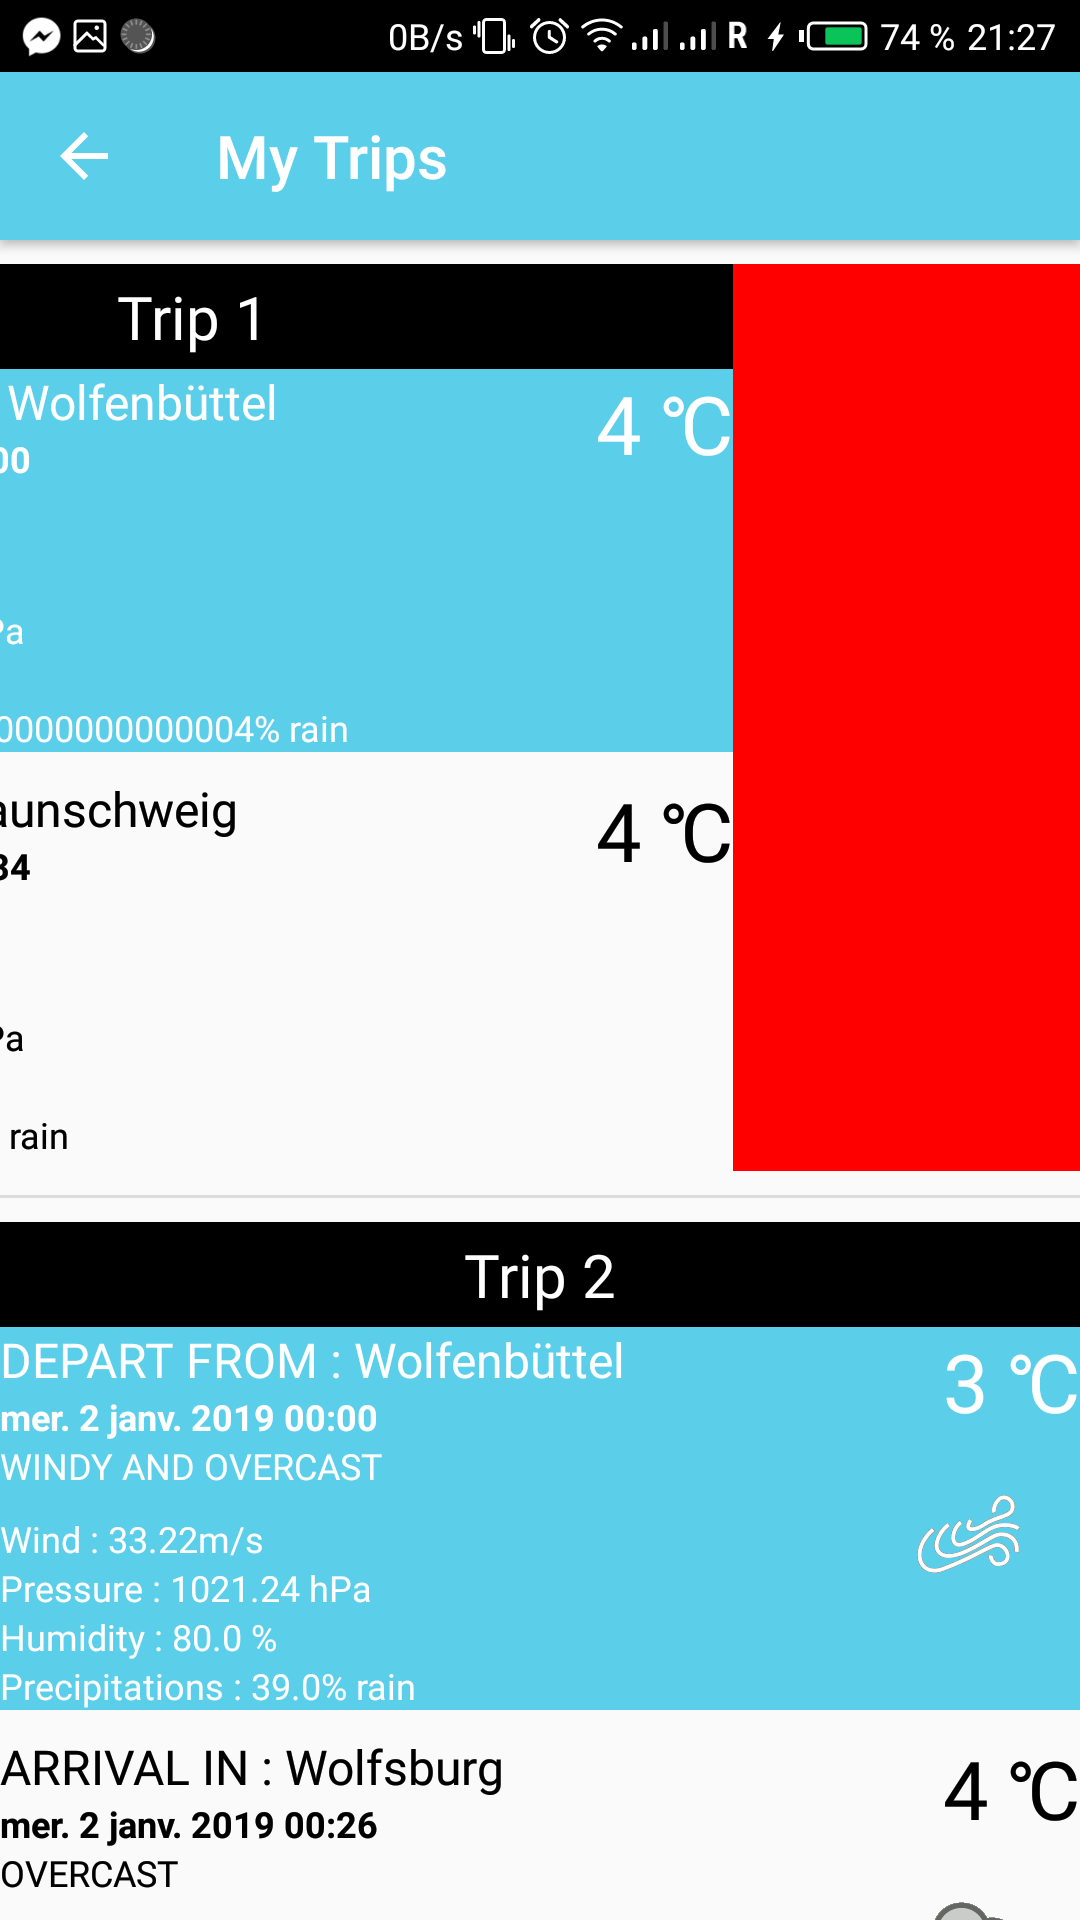 0B/s R 74 % 21:27
My Trips
Trip 1
Wolfenbüttel 4 °C
00
Pa
0000000000004% rain
aunschweig 4 °C
34
Pa
rain
Trip 2
DEPART FROM : Wolfenbüttel 3 °C
mer. 2 janv. 2019 00:00
WINDY AND OVERCAST
Wind : 33.22m/s
Pressure : 1021.24 hPa
Humidity : 80.0 %
Precipitations : 39.0% rain
ARRIVAL IN : Wolfsburg 4 °C
mer. 2 janv. 2019 00:26
OVERCAST